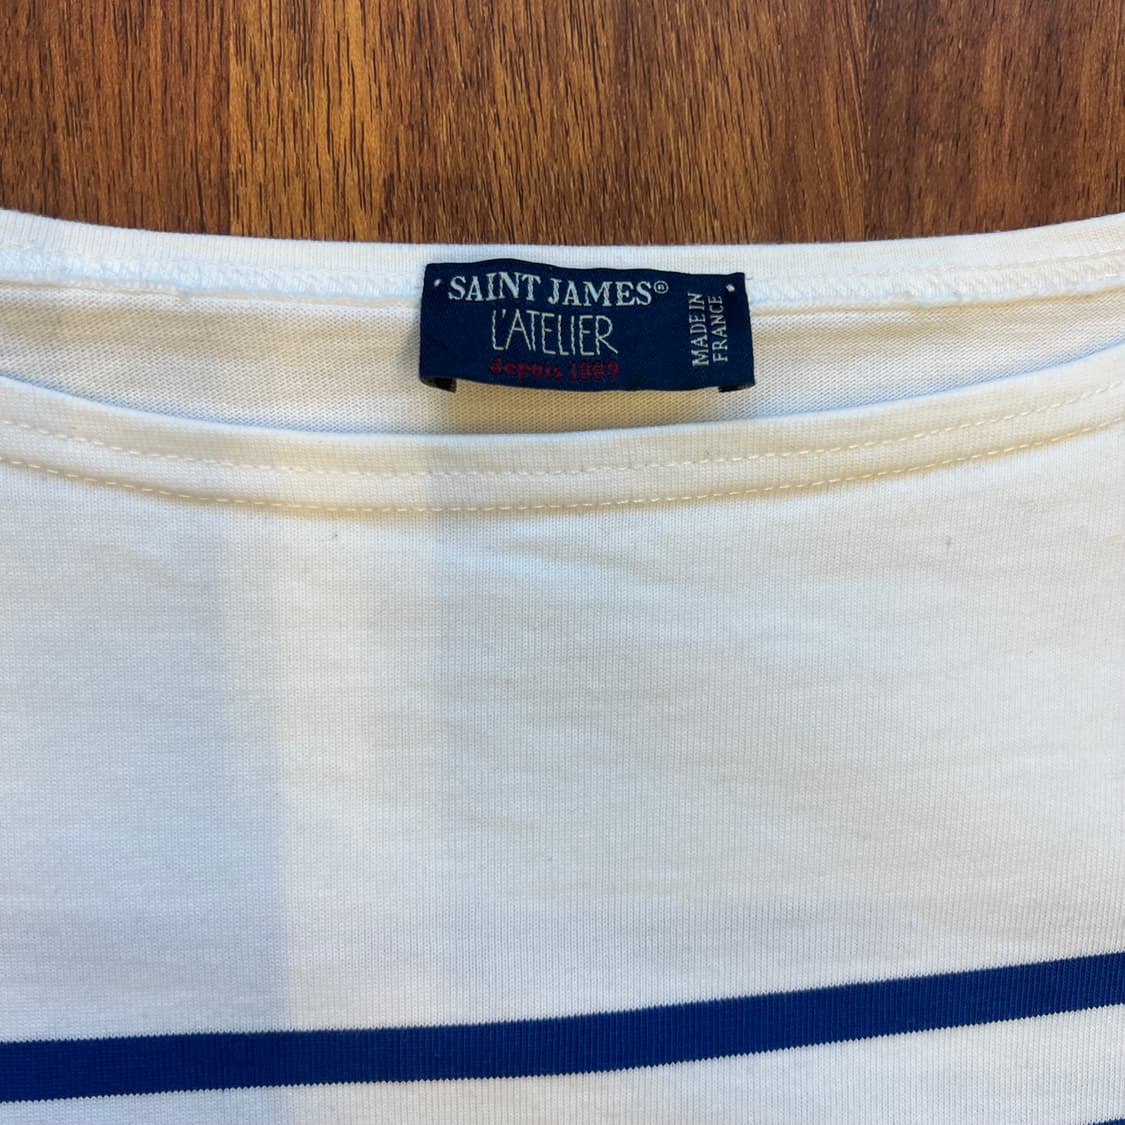 SAINT JAMES®
L'ATELIER
depuis 1889
MADE IN
FRANCE